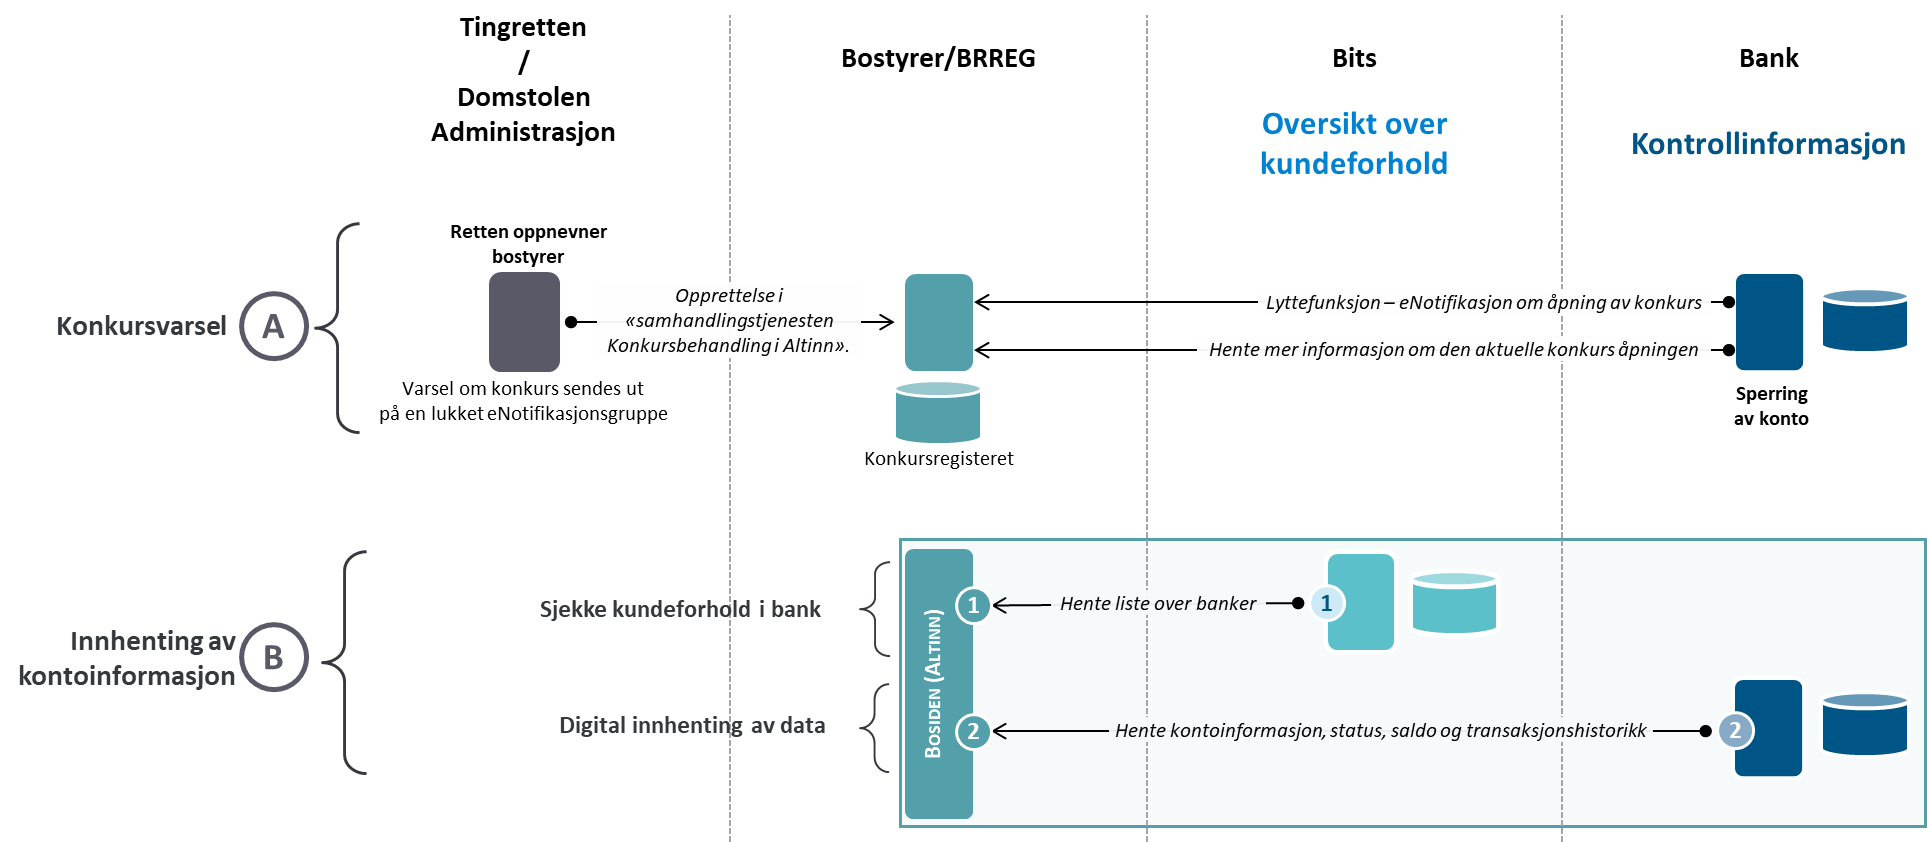 Tingretten
/
Domstolen
Administrasjon
Bostyrer/BRREG
Bits
Bank
Oversikt over
kundeforhold
Kontrollinformasjon
Konkursvarsel
A
Retten oppnevner
bostyrer
Varsel om konkurs sendes ut
på en lukket eNotifikasjonsgruppe
Opprettelse i
«samhandlingstjenesten
Konkursbehandling i Altinn».
Konkursregisteret
Lyttefunksjon – eNotifikasjon om åpning av konkurs
Hente mer informasjon om den aktuelle konkurs åpningen
Sperring
av konto
Innhenting av
kontoinformasjon
B
Sjekke kundeforhold i bank
Digital innhenting av data
Bosiden (Altinn)
1
Hente liste over banker
1
2
Hente kontoinformasjon, status, saldo og transaksjonshistorikk
2